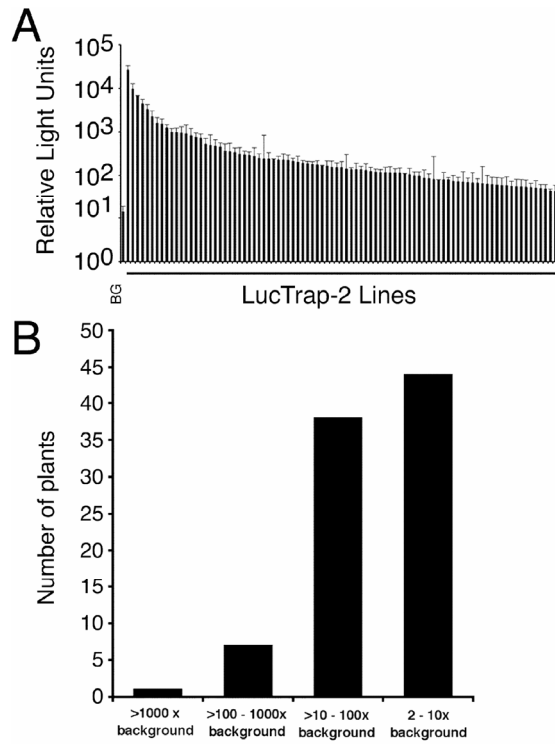 A
Relative Light Units
10⁵
10⁴
10³
10²
10¹
10⁰
BG
LucTrap-2 Lines
B
Number of plants
50
45
40
35
30
25
20
15
10
5
0
>1000 x
background
>100 - 1000x
background
>10 - 100x
background
2 - 10x
background